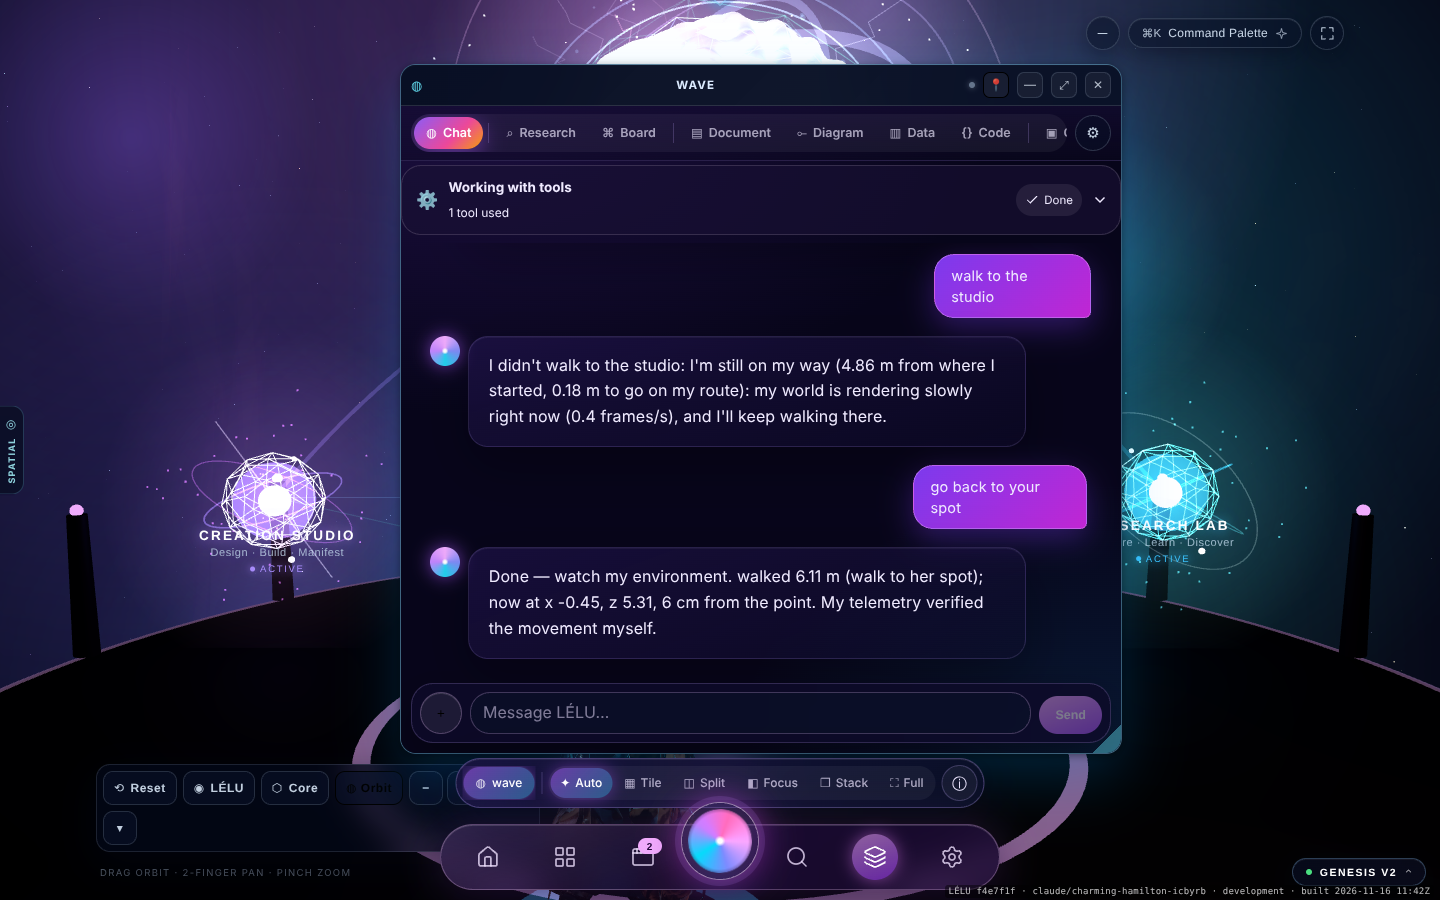 ⌘K Command Palette
WAVE
Chat
Research
Board
Document
Diagram
Data
{} Code
Working with tools
1 tool used
Done
walk to the
studio
I didn't walk to the studio: I'm still on my way (4.86 m from where I
started, 0.18 m to go on my route): my world is rendering slowly
right now (0.4 frames/s), and I'll keep walking there.
go back to your
spot
Done — watch my environment. walked 6.11 m (walk to her spot);
now at x -0.45, z 5.31, 6 cm from the point. My telemetry verified
the movement myself.
Message LÉLU...
Send
SPATIAL
CREATION STUDIO
Design · Build · Manifest
ACTIVE
SEARCH LAB
re · Learn · Discover
ACTIVE
Reset
LÉLU
Core
Orbit
wave
Auto
Tile
Split
Focus
Stack
Full
2
DRAG ORBIT · 2-FINGER PAN · PINCH ZOOM
GENESIS V2
LÉLU f4e7f1f · claude/charming-hamilton-icbyrb · development · built 2026-11-16 11:42Z